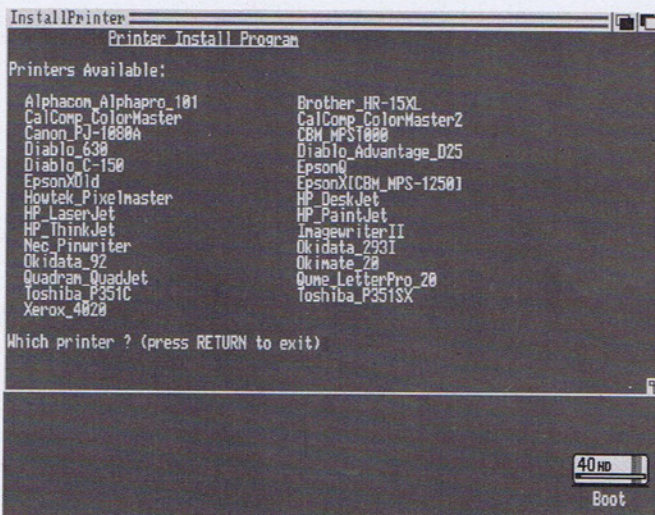 InstallPrinter
Printer Install Program
Printers Available:
Alphacom_Alphapro_101 Brother_HR-15XL
CalComp_ColorMaster CalComp_ColorMaster2
Canon_PJ-1080A CBM_MPS1000
Diablo_630 Diablo_Advantage_D25
Diablo_C-150 EpsonQ
EpsonXOld EpsonX[CBM_MPS-1250]
Howtek_Pixelmaster HP_DeskJet
HP_LaserJet HP_PaintJet
HP_ThinkJet ImagewriterII
Nec_Pinwriter Okidata_293I
Okidata_92 Okimate_20
Quadram_QuadJet Qume_LetterPro_20
Toshiba_P351C Toshiba_P351SX
Xerox_4020
Which printer ? (press RETURN to exit)
40 HD
Boot